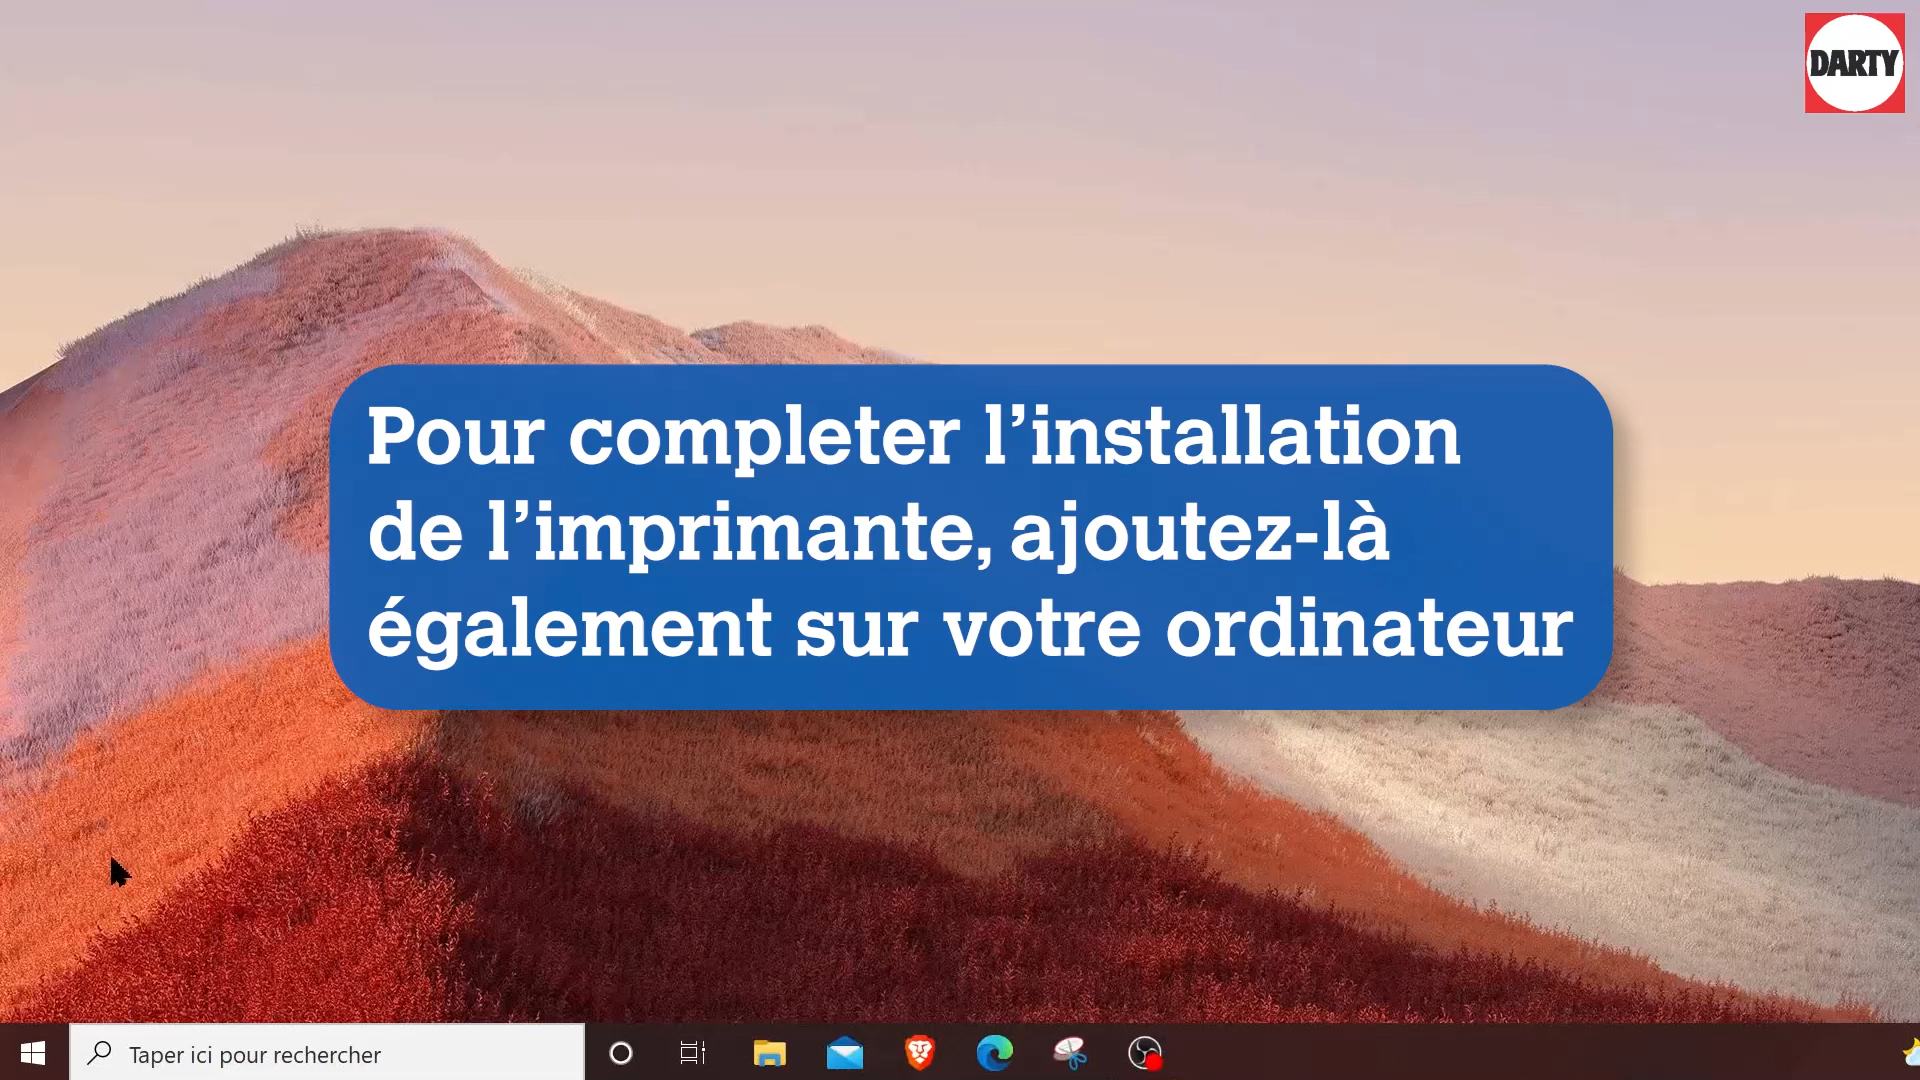 DARTY
Pour completer l’installation
de l’imprimante, ajoutez-là
également sur votre ordinateur
Taper ici pour rechercher